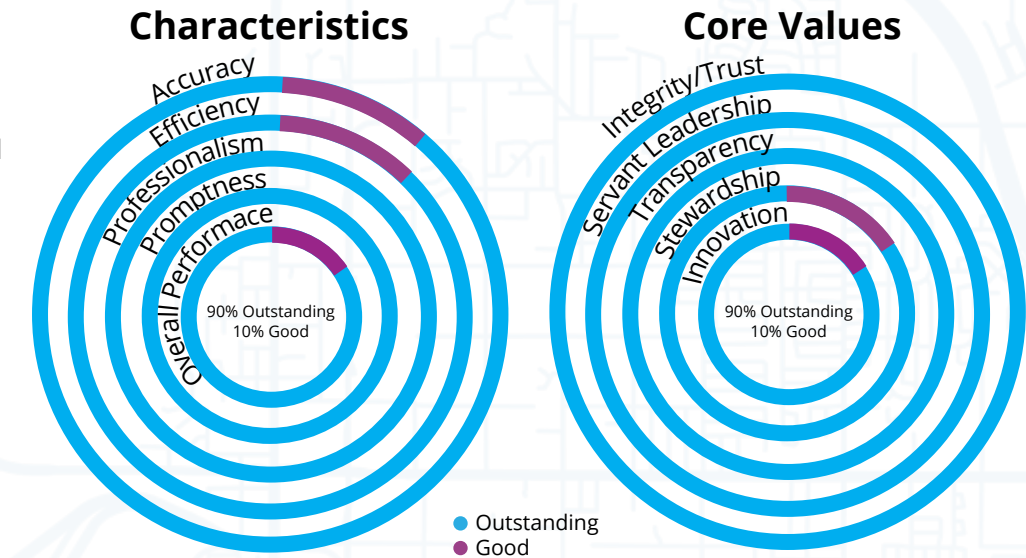 Characteristics
Accuracy
Efficiency
Professionalism
Promptness
Overall Performace
90% Outstanding
10% Good
Core Values
Integrity/Trust
Servant Leadership
Transparency
Stewardship
Innovation
90% Outstanding
10% Good
Outstanding
Good